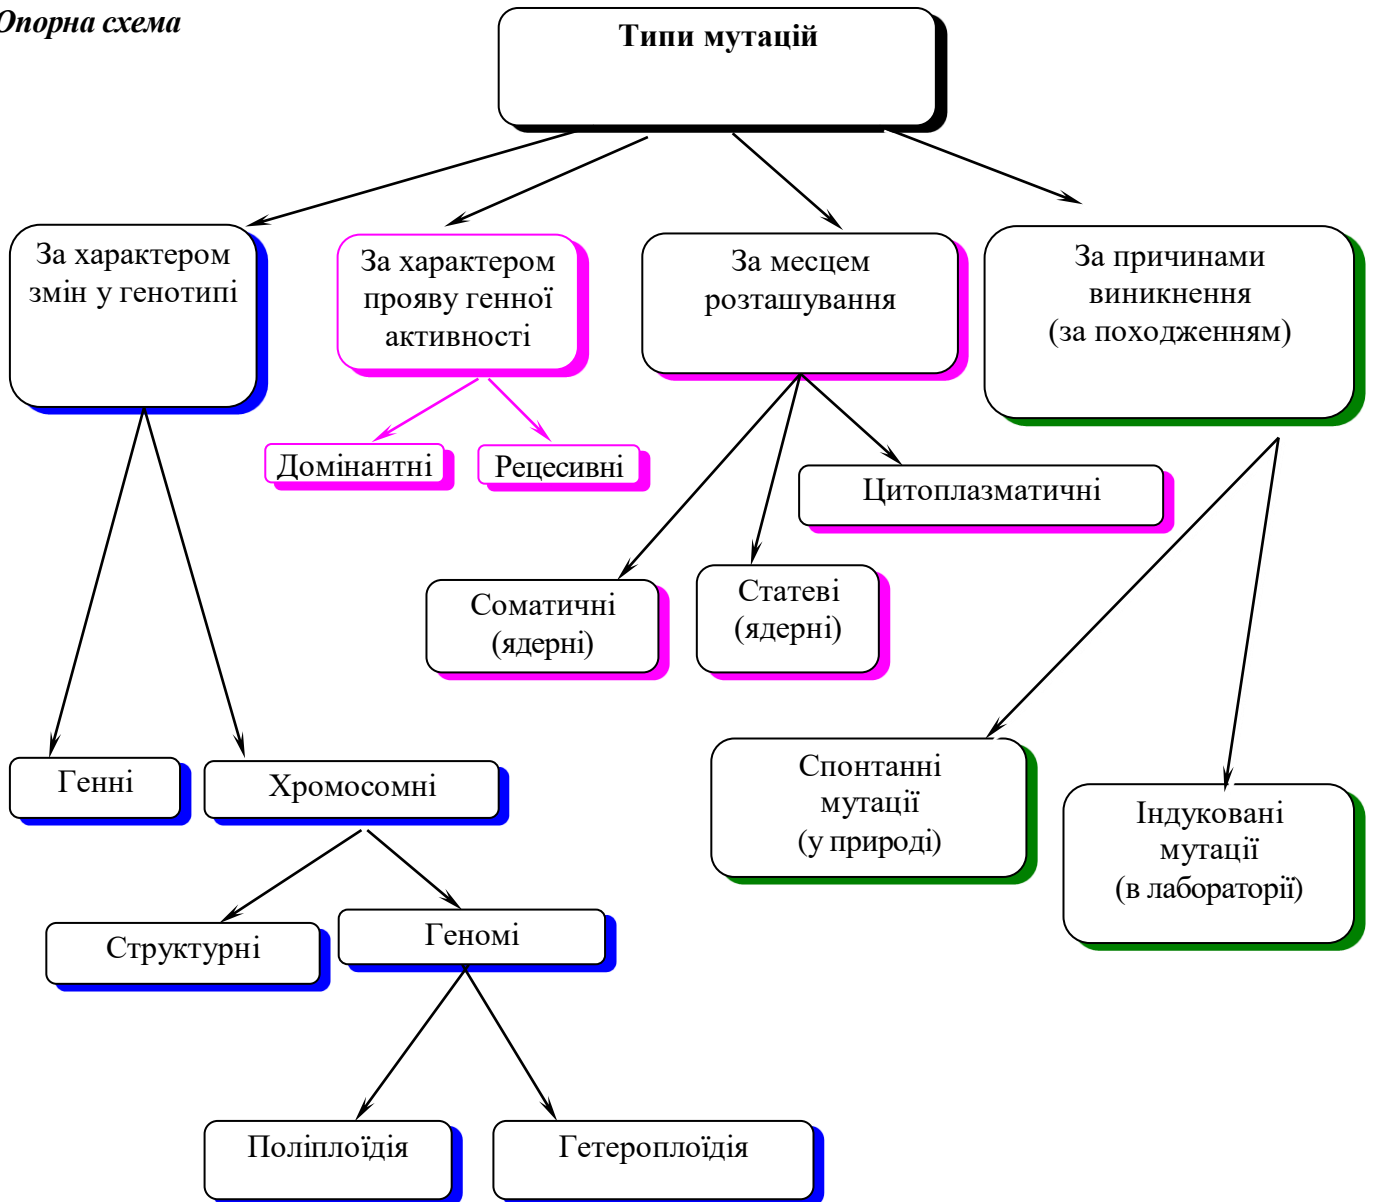 Опорна схема
Типи мутацій
За характером
змін у генотипі
За характером
прояву генної
активності
За месцем
розташування
За причинами
виникнення
(за походженням)
Домінантні
Рецесивні
Цитоплазматичні
Соматичні
(ядерні)
Статеві
(ядерні)
Генні
Хромосомні
Спонтанні
мутації
(у природі)
Індуковані
мутації
(в лабораторії)
Структурні
Геномі
Поліплоїдія
Гетероплоїдія